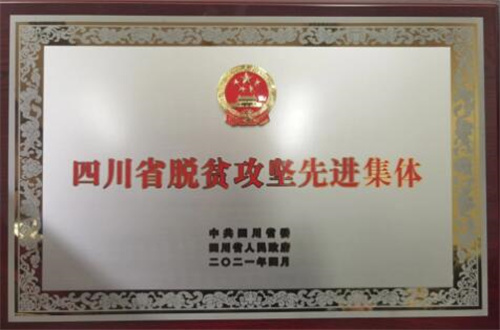 四川省脱贫攻坚先进集体
中共四川省委
四川省人民政府
二〇二一年四月